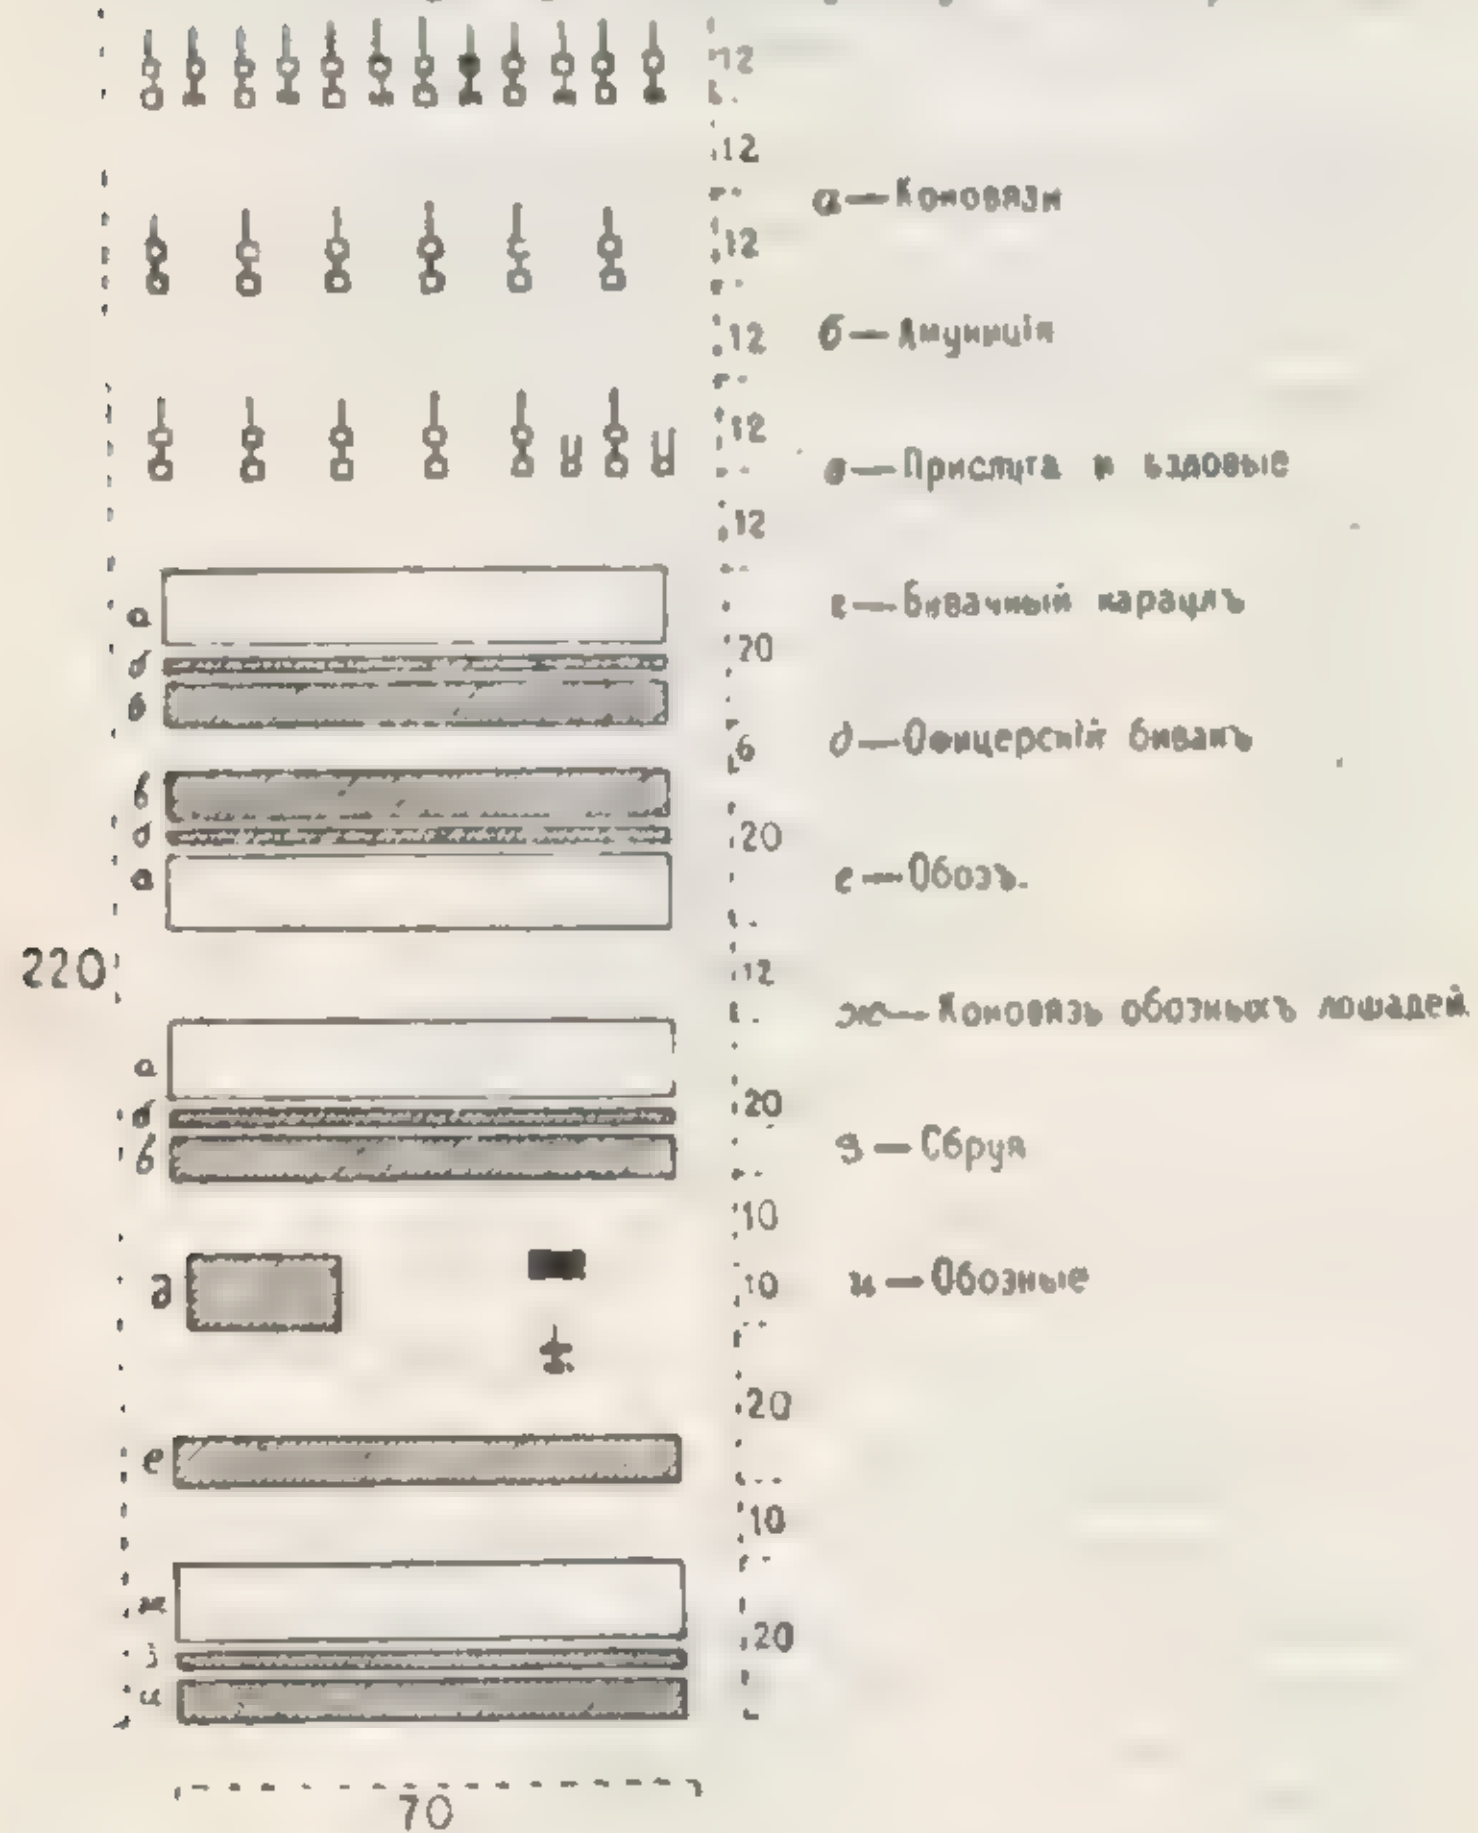 12
12
а — Коновязи
12
12
б — Амуниція
12
в — Прислуга и ѣздовые
12
а
г — Бивачный караулъ
20
б
в
6
д — Офицерскій бивакъ
в
б
20
а
е — Обозъ.
220
12
ж — Коновязь обозныхъ лошадей.
а
20
б
в
з — Сбруя
10
д
10
и — Обозные
20
е
10
ж
20
з
и
70